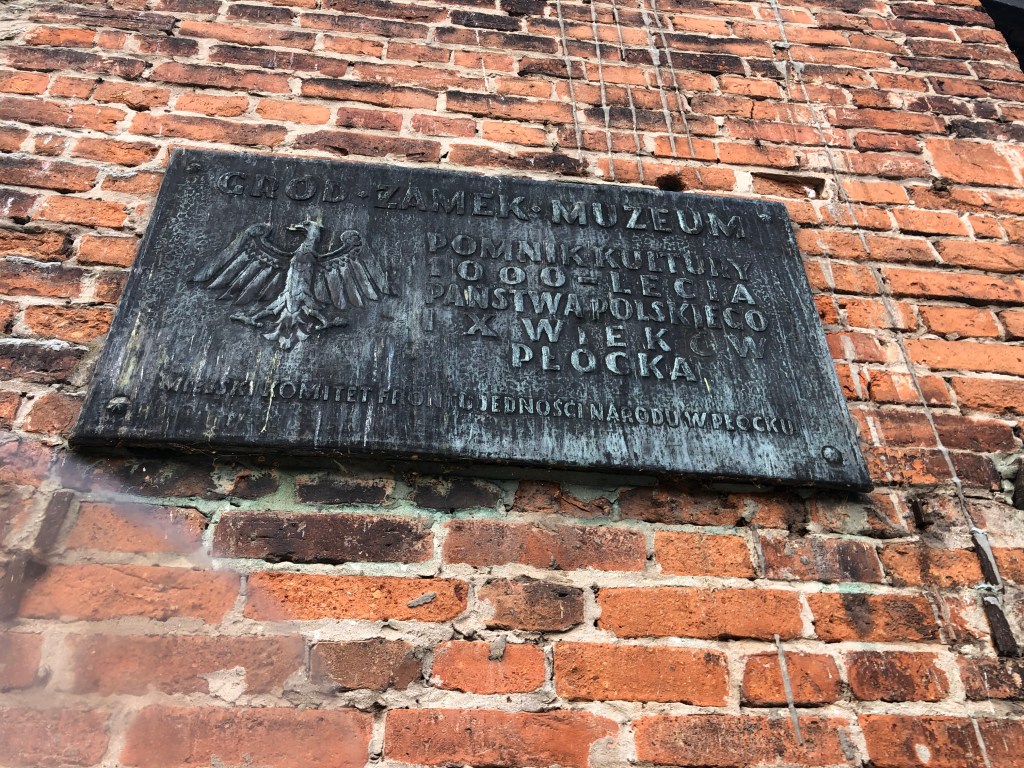 GRÓD · ZAMEK · MUZEUM
POMNIK KULTURY
1000=LECIA
PAŃSTWA POLSKIEGO
I X WIEKÓW
PŁOCKA
MIEJSKI KOMITET FRONTU JEDNOŚCI NARODU W PŁOCKU